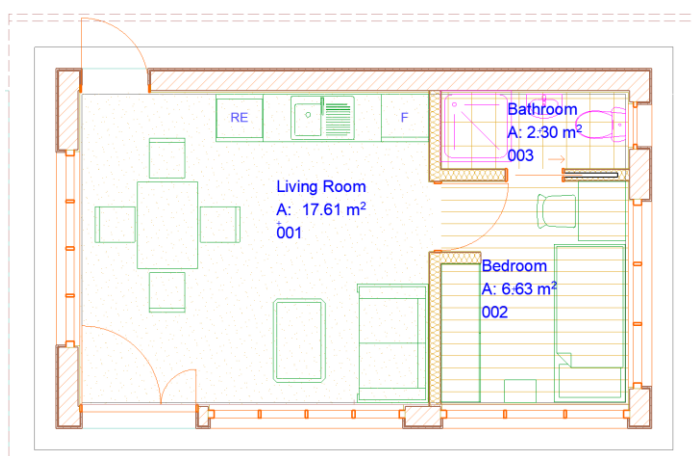 RE
F
Living Room
A: 17.61 m²
001
Bathroom
A: 2.30 m²
003
Bedroom
A: 6.63 m²
002